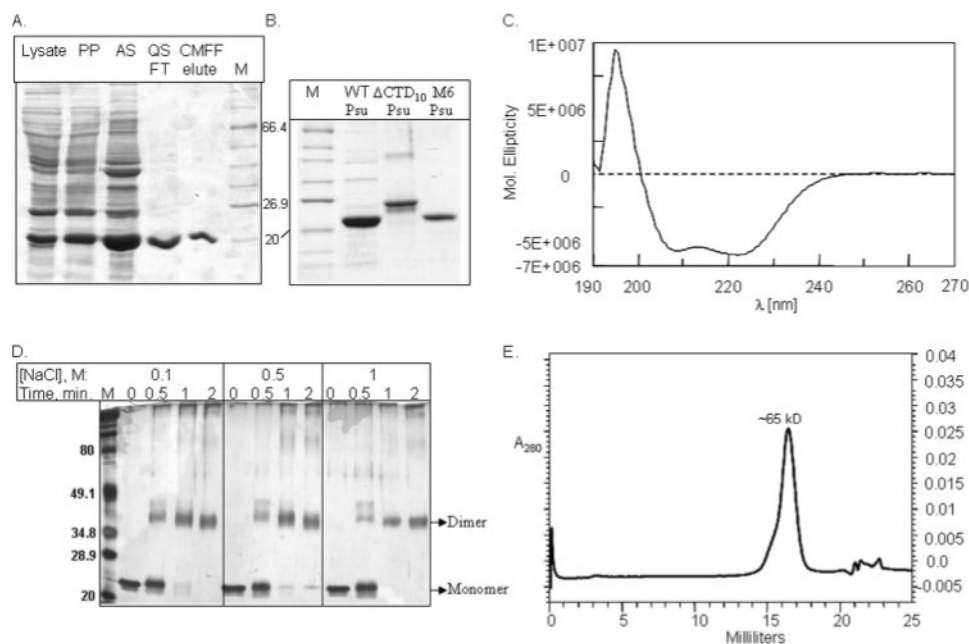 A.
Lysate PP AS QS CMFF
FT elute M
66.4
26.9
20
B.
M WT ΔCTD10 M6
Psu Psu Psu
C.
1E+007
5E+006
0
-5E+006
-7E+006
Mol. Ellipticity
190 200 210 220 230 240 250 260 270
λ [nm]
D.
[NaCl], M: 0.1 0.5 1
Time, min. M 0 0.5 1 2 0 0.5 1 2 0 0.5 1 2
80
49.1
34.8
28.9
20
Dimer
Monomer
E.
~65 kD
A280
0.04
0.035
0.03
0.025
0.020
0.015
0.010
0.005
0.0
-0.005
0 5 10 15 20 25
Milliliters